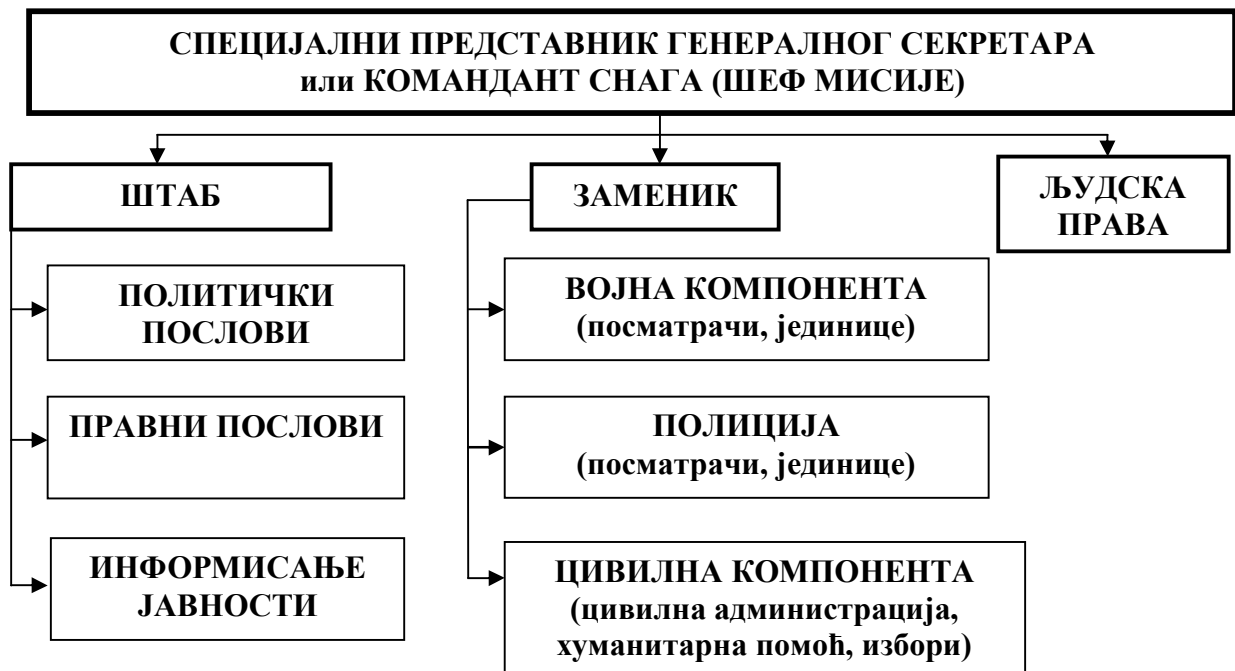 СПЕЦИЈАЛНИ ПРЕДСТАВНИК ГЕНЕРАЛНОГ СЕКРЕТАРА
или КОМАНДАНТ СНАГА (ШЕФ МИСИЈЕ)
ШТАБ
ЗАМЕНИК
ЉУДСКА
ПРАВА
ПОЛИТИЧКИ
ПОСЛОВИ
ПРАВНИ ПОСЛОВИ
ИНФОРМИСАЊЕ
ЈАВНОСТИ
ВОЈНА КОМПОНЕНТА
(посматрачи, јединице)
ПОЛИЦИЈА
(посматрачи, јединице)
ЦИВИЛНА КОМПОНЕНТА
(цивилна администрација,
хуманитарна помоћ, избори)